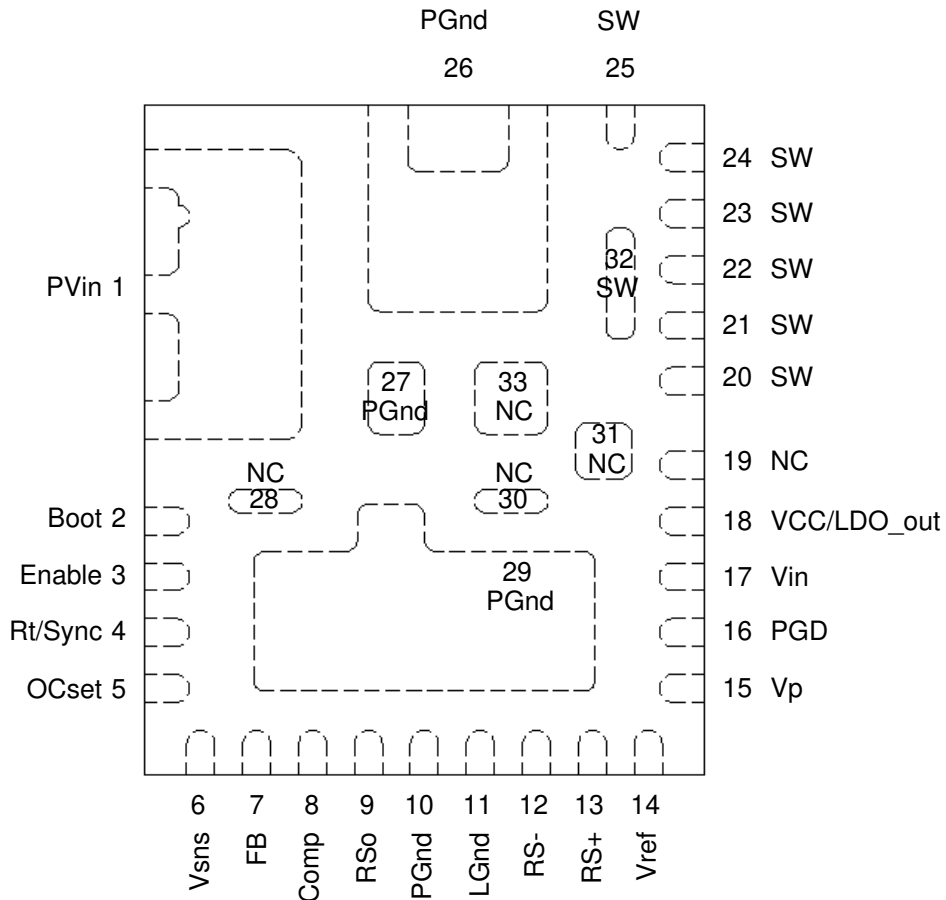 PGnd SW
26 25
24 SW
23 SW
32
SW
22 SW
PVin 1
21 SW
27
PGnd
33
NC
20 SW
31
NC
19 NC
NC
28
NC
30
Boot 2
18 VCC/LDO_out
Enable 3
29
PGnd
17 Vin
Rt/Sync 4
16 PGD
OCset 5
15 Vp
6 7 8 9 10 11 12 13 14
Vsns
FB
Comp
RSo
PGnd
LGnd
RS-
RS+
Vref